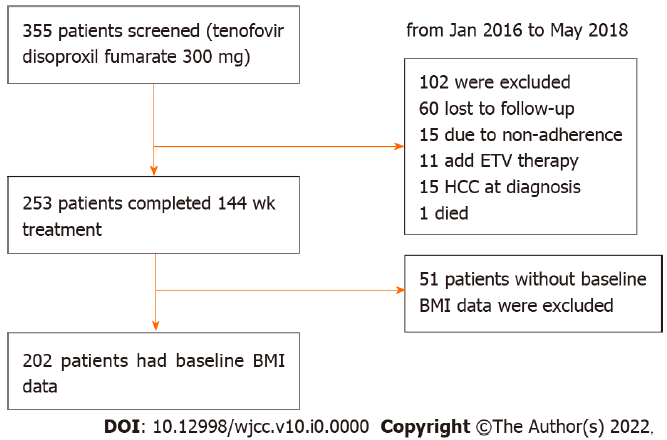 355 patients screened (tenofovir
disoproxil fumarate 300 mg)
from Jan 2016 to May 2018
102 were excluded
60 lost to follow-up
15 due to non-adherence
11 add ETV therapy
15 HCC at diagnosis
1 died
253 patients completed 144 wk
treatment
51 patients without baseline
BMI data were excluded
202 patients had baseline BMI
data
DOI: 10.12998/wjcc.v10.i0.0000 Copyright ©The Author(s) 2022.